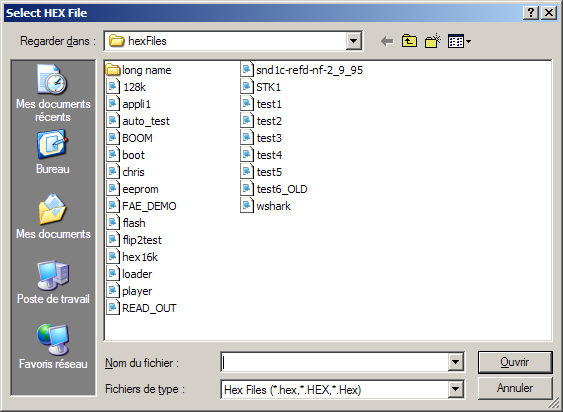 Select HEX File
Regarder dans :
hexFiles
Mes documents
récents
Bureau
Mes documents
Poste de travail
Favoris réseau
long name
128k
appli1
auto_test
BOOM
boot
chris
eeprom
FAE_DEMO
flash
flip2test
hex16k
loader
player
READ_OUT
snd1c-refd-nf-2_9_95
STK1
test1
test2
test3
test4
test5
test6_OLD
wshark
Nom du fichier :
Ouvrir
Fichiers de type :
Hex Files (*.hex,*.HEX,*.Hex)
Annuler